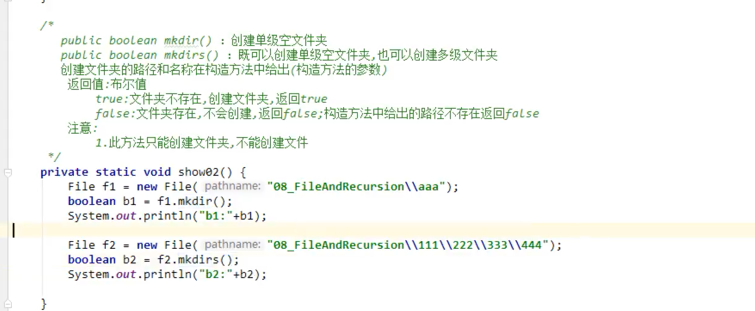 /*
public boolean mkdir() ：创建单级空文件夹
public boolean mkdirs() ：既可以创建单级空文件夹,也可以创建多级文件夹
创建文件夹的路径和名称在构造方法中给出(构造方法的参数)
返回值:布尔值
true:文件夹不存在,创建文件夹,返回true
false:文件夹存在,不会创建,返回false;构造方法中给出的路径不存在返回false
注意:
1.此方法只能创建文件夹,不能创建文件
*/
private static void show02() {
File f1 = new File( pathname: "08_FileAndRecursion\\aaa");
boolean b1 = f1.mkdir();
System.out.println("b1:"+b1);
File f2 = new File( pathname: "08_FileAndRecursion\\111\\222\\333\\444");
boolean b2 = f2.mkdirs();
System.out.println("b2:"+b2);
}